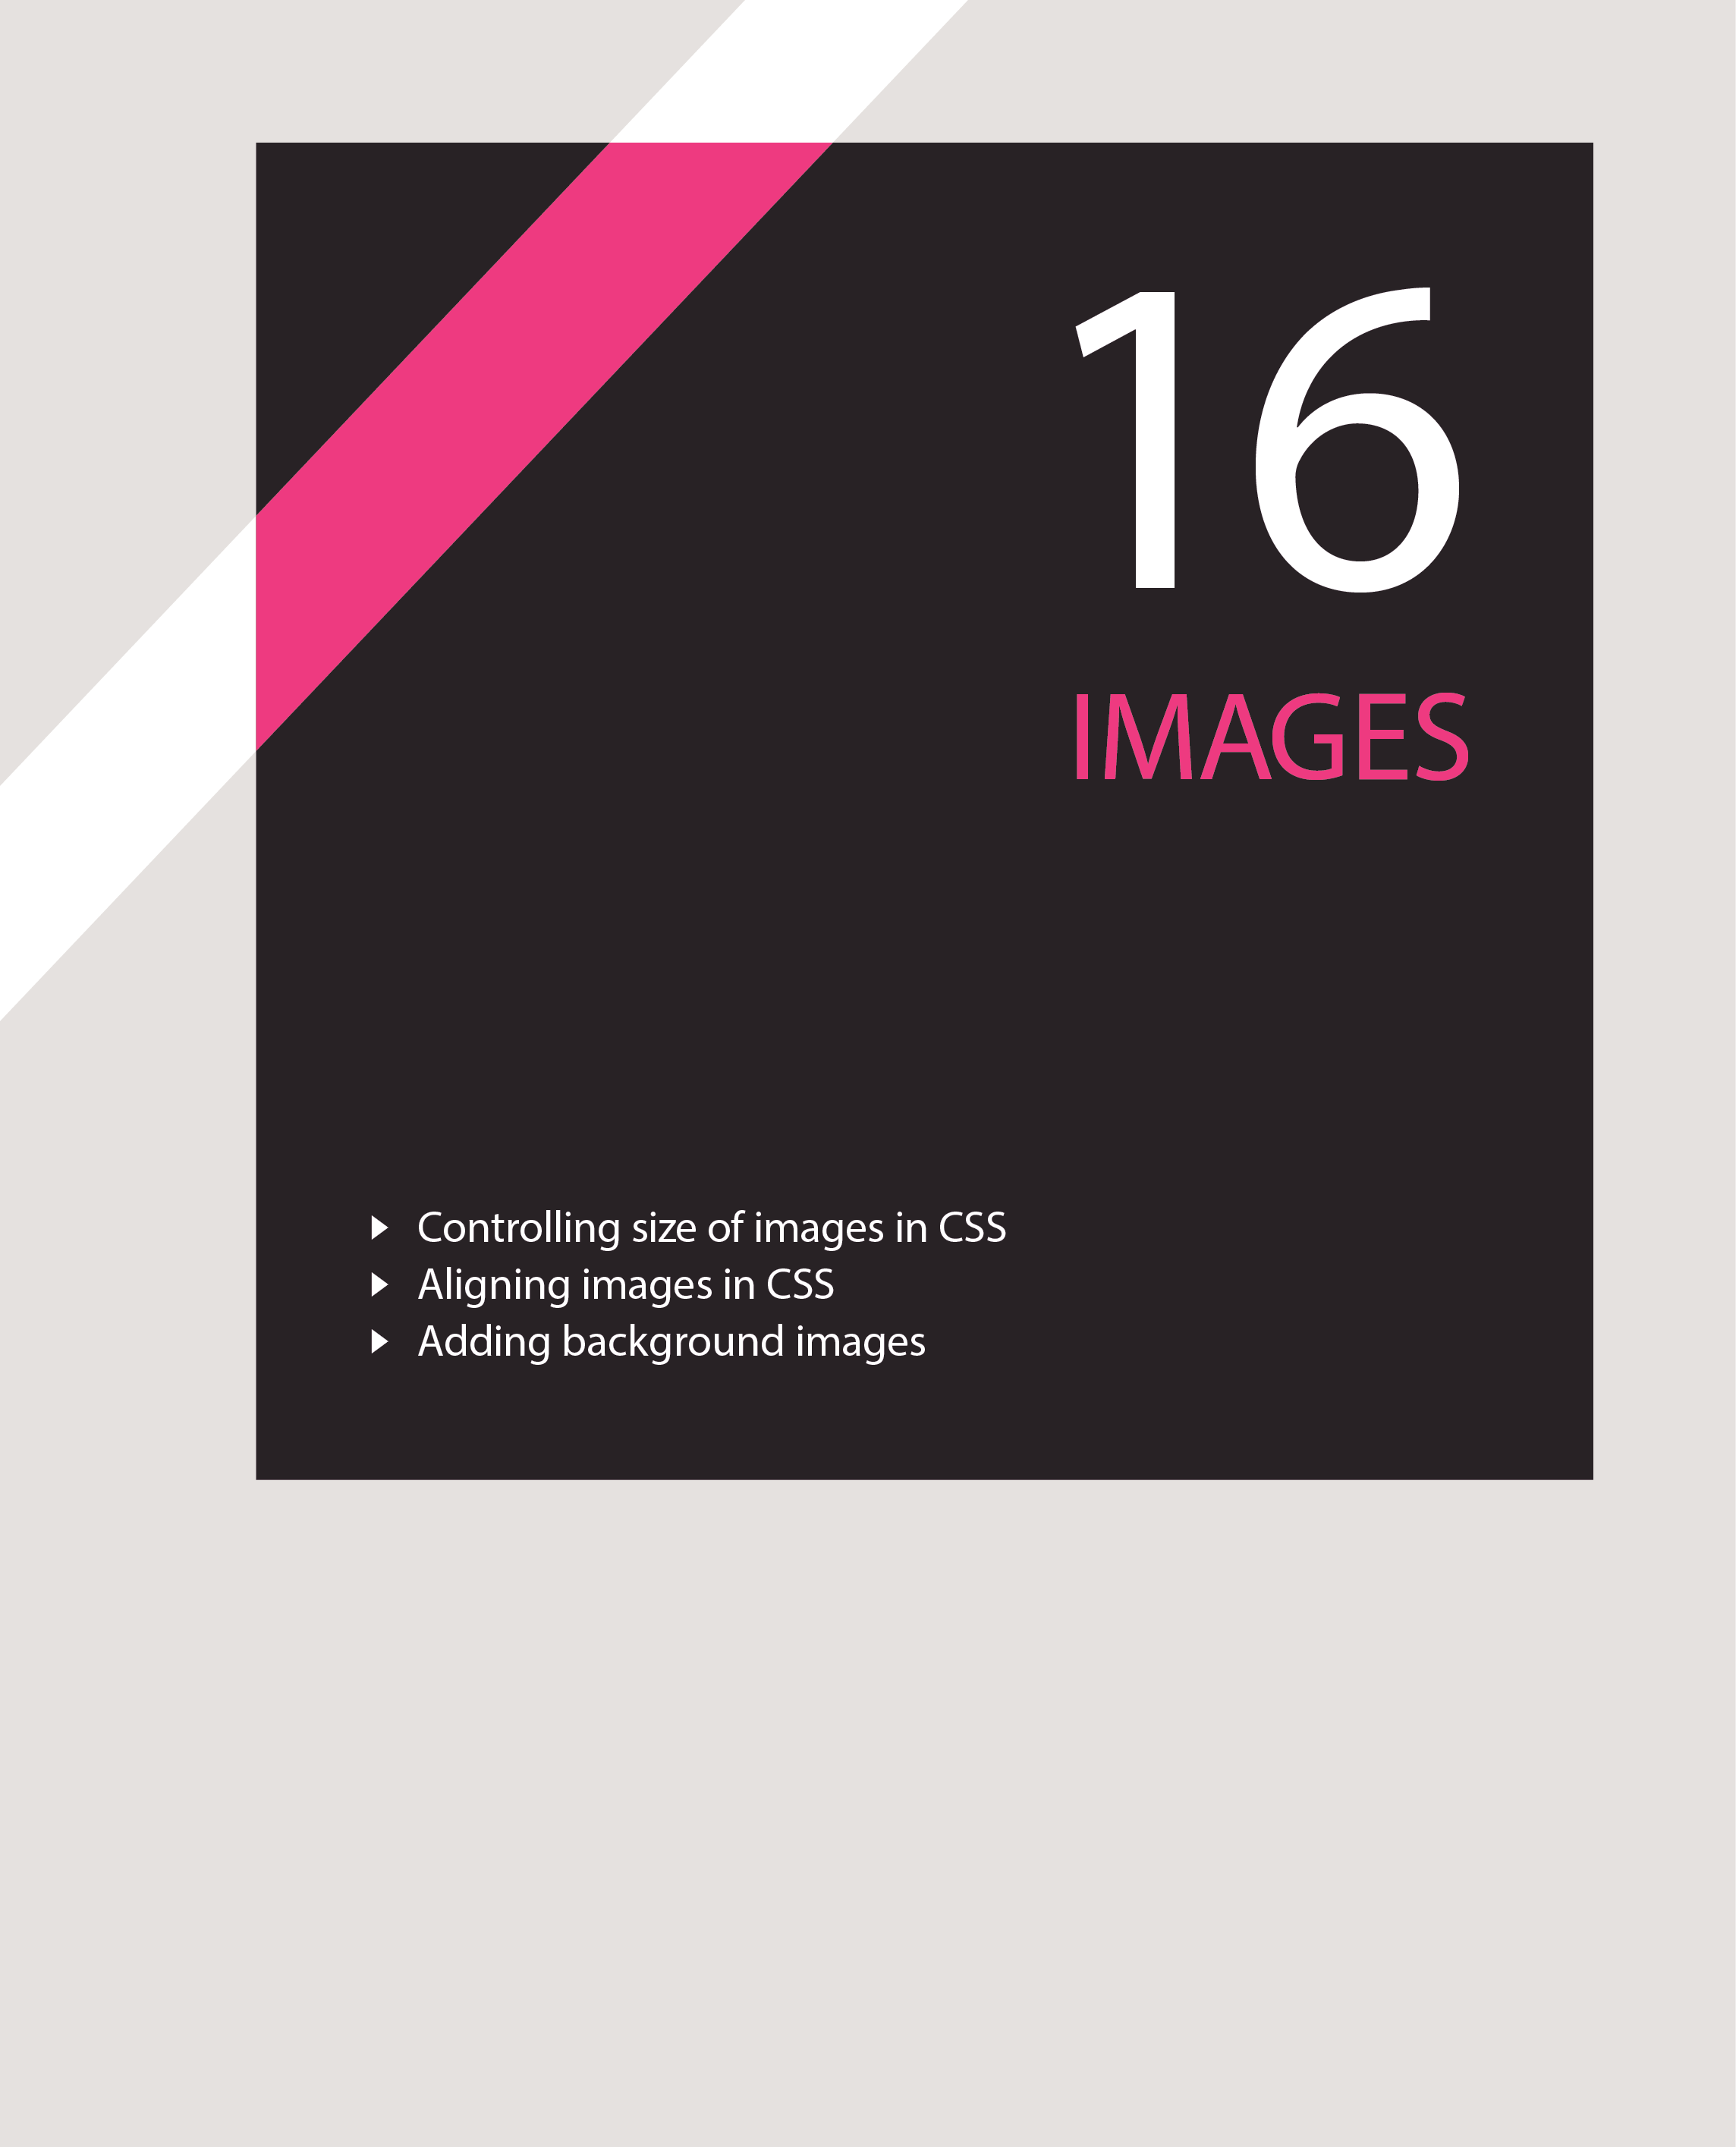 16
IMAGES
Controlling size of images in CSS
Aligning images in CSS
Adding background images